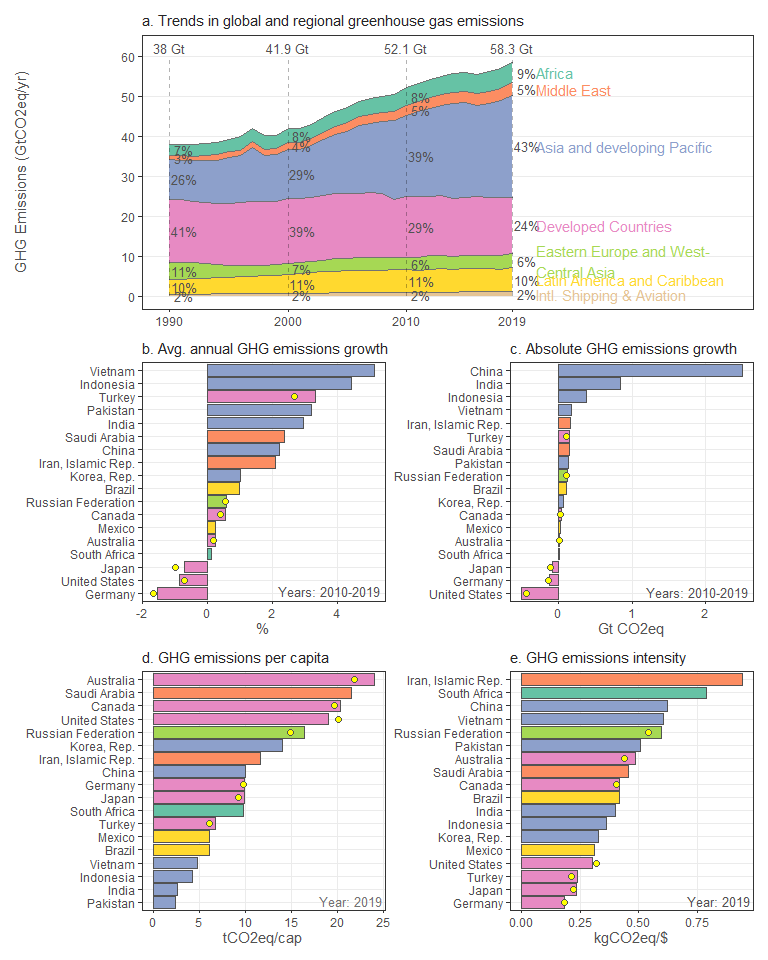 a. Trends in global and regional greenhouse gas emissions
GHG Emissions (GtCO2eq/yr)
60
50
40
30
20
10
0
38 Gt
41.9 Gt
52.1 Gt
58.3 Gt
7%
3%
26%
41%
11%
10%
2%
8%
4%
29%
39%
7%
11%
2%
8%
5%
39%
29%
6%
11%
2%
9% Africa
5% Middle East
43% Asia and developing Pacific
24% Developed Countries
6% Eastern Europe and West-
Central Asia
10% Latin America and Caribbean
2% Intl. Shipping & Aviation
1990
2000
2010
2019
b. Avg. annual GHG emissions growth
Vietnam
Indonesia
Turkey
Pakistan
India
Saudi Arabia
China
Iran, Islamic Rep.
Korea, Rep.
Brazil
Russian Federation
Canada
Mexico
Australia
South Africa
Japan
United States
Germany
Years: 2010-2019
-2
0
2
4
%
c. Absolute GHG emissions growth
China
India
Indonesia
Vietnam
Iran, Islamic Rep.
Turkey
Saudi Arabia
Pakistan
Russian Federation
Brazil
Korea, Rep.
Canada
Mexico
Australia
South Africa
Japan
Germany
United States
Years: 2010-2019
0
1
2
Gt CO2eq
d. GHG emissions per capita
Australia
Saudi Arabia
Canada
United States
Russian Federation
Korea, Rep.
Iran, Islamic Rep.
China
Germany
Japan
South Africa
Turkey
Mexico
Brazil
Vietnam
Indonesia
India
Pakistan
Year: 2019
0
5
10
15
20
25
tCO2eq/cap
e. GHG emissions intensity
Iran, Islamic Rep.
South Africa
China
Vietnam
Russian Federation
Pakistan
Australia
Saudi Arabia
Canada
Brazil
India
Indonesia
Korea, Rep.
Mexico
United States
Turkey
Japan
Germany
Year: 2019
0.00
0.25
0.50
0.75
kgCO2eq/$